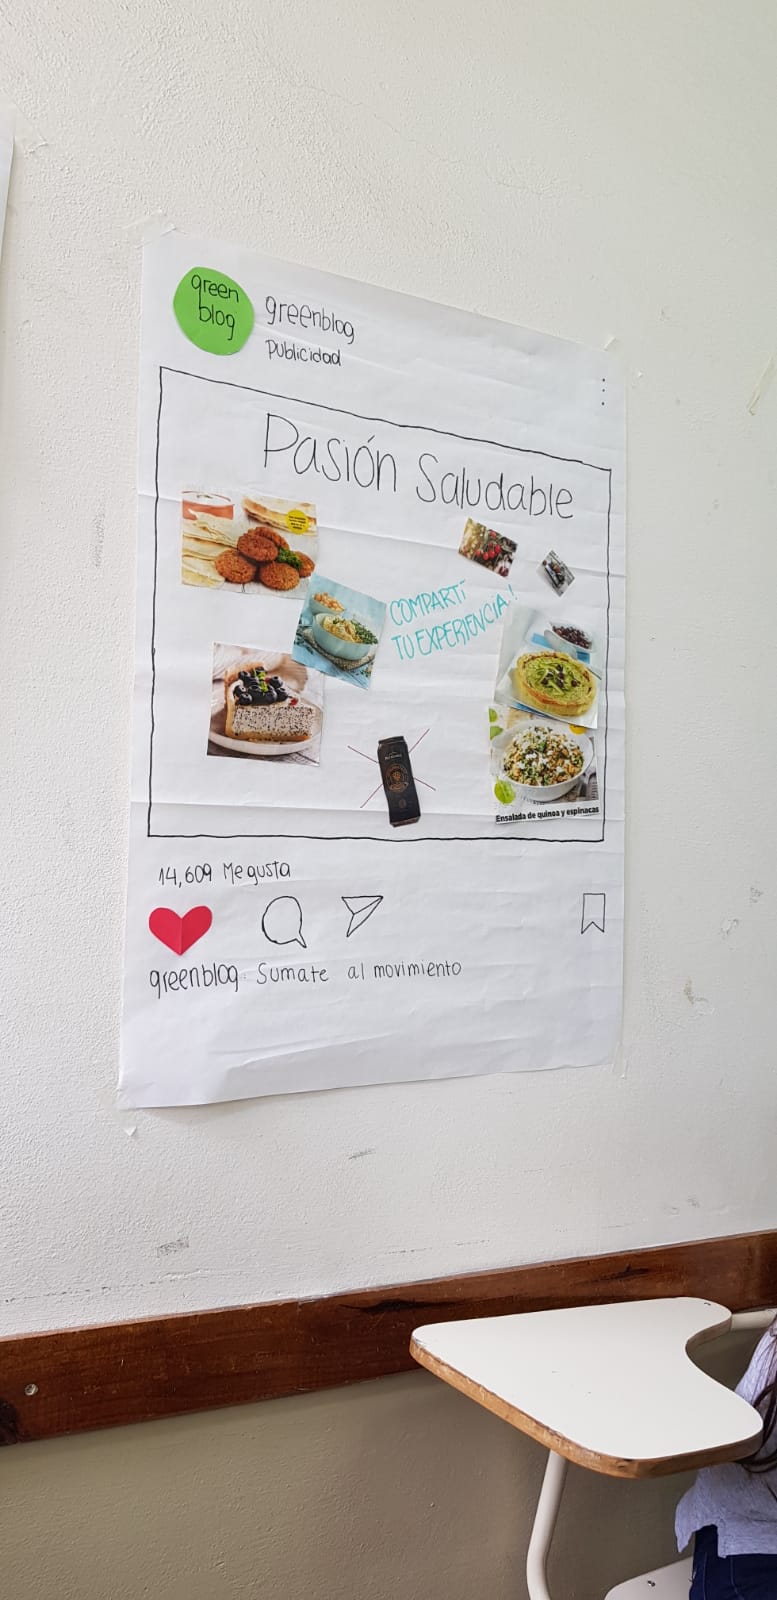 green
blog
greenblog
Publicidad
Pasión Saludable
COMPARTÍ
TU EXPERIENCIA!
Ensalada de quinoa y espinacas
14,609 Me gusta
greenblog: Sumate al movimiento